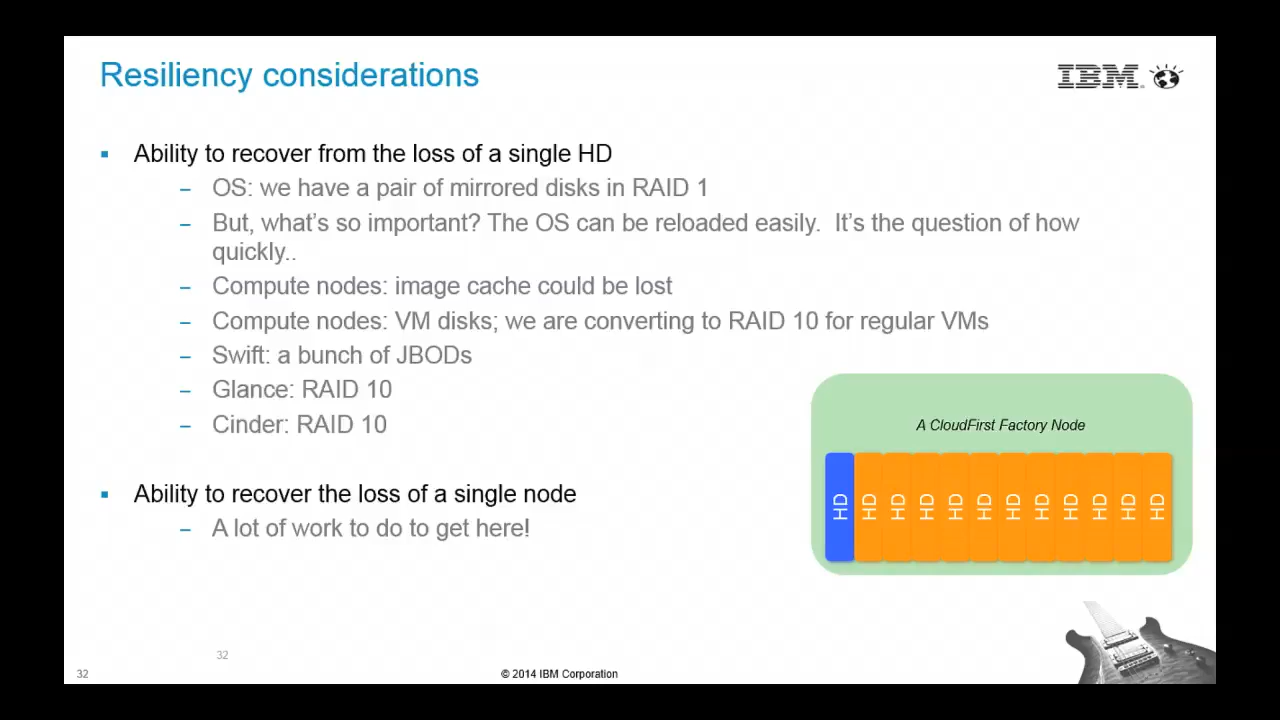 Resiliency considerations
IBM
Ability to recover from the loss of a single HD
– OS: we have a pair of mirrored disks in RAID 1
– But, what's so important? The OS can be reloaded easily.  It's the question of how
quickly..
– Compute nodes: image cache could be lost
– Compute nodes: VM disks; we are converting to RAID 10 for regular VMs
– Swift: a bunch of JBODs
– Glance: RAID 10
– Cinder: RAID 10
A CloudFirst Factory Node
HD HD HD HD HD HD HD HD HD HD HD HD
Ability to recover the loss of a single node
– A lot of work to do to get here!
32
32
© 2014 IBM Corporation